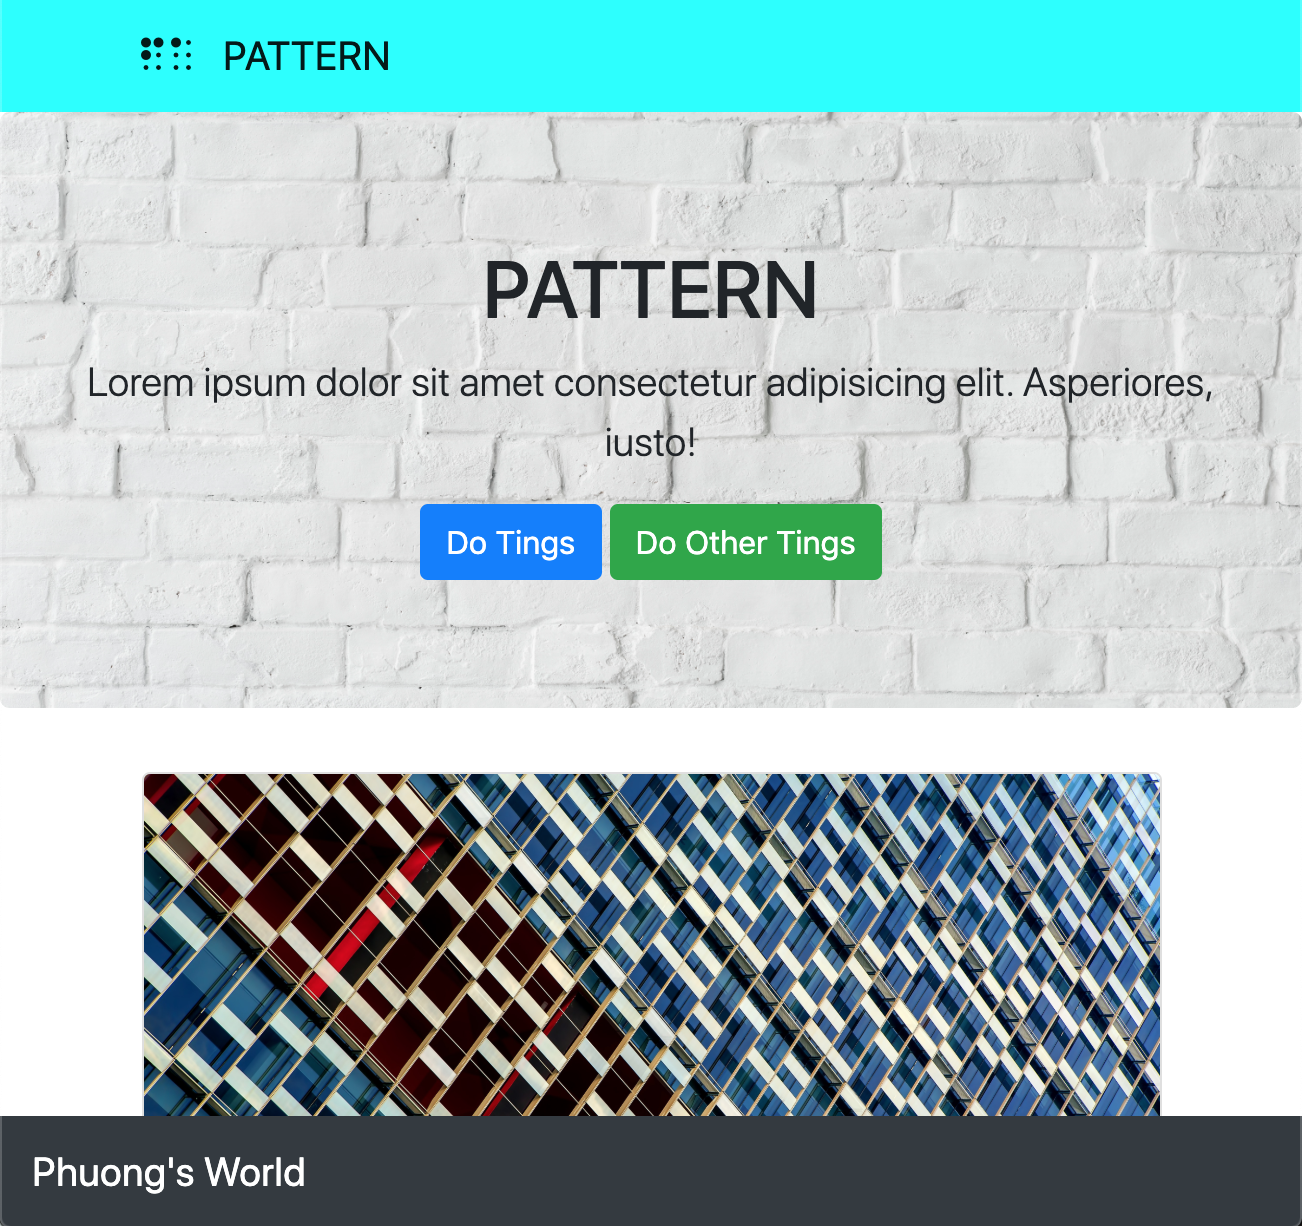 PATTERN
PATTERN
Lorem ipsum dolor sit amet consectetur adipisicing elit. Asperiores,
iusto!
Do Tings
Do Other Tings
Phuong's World